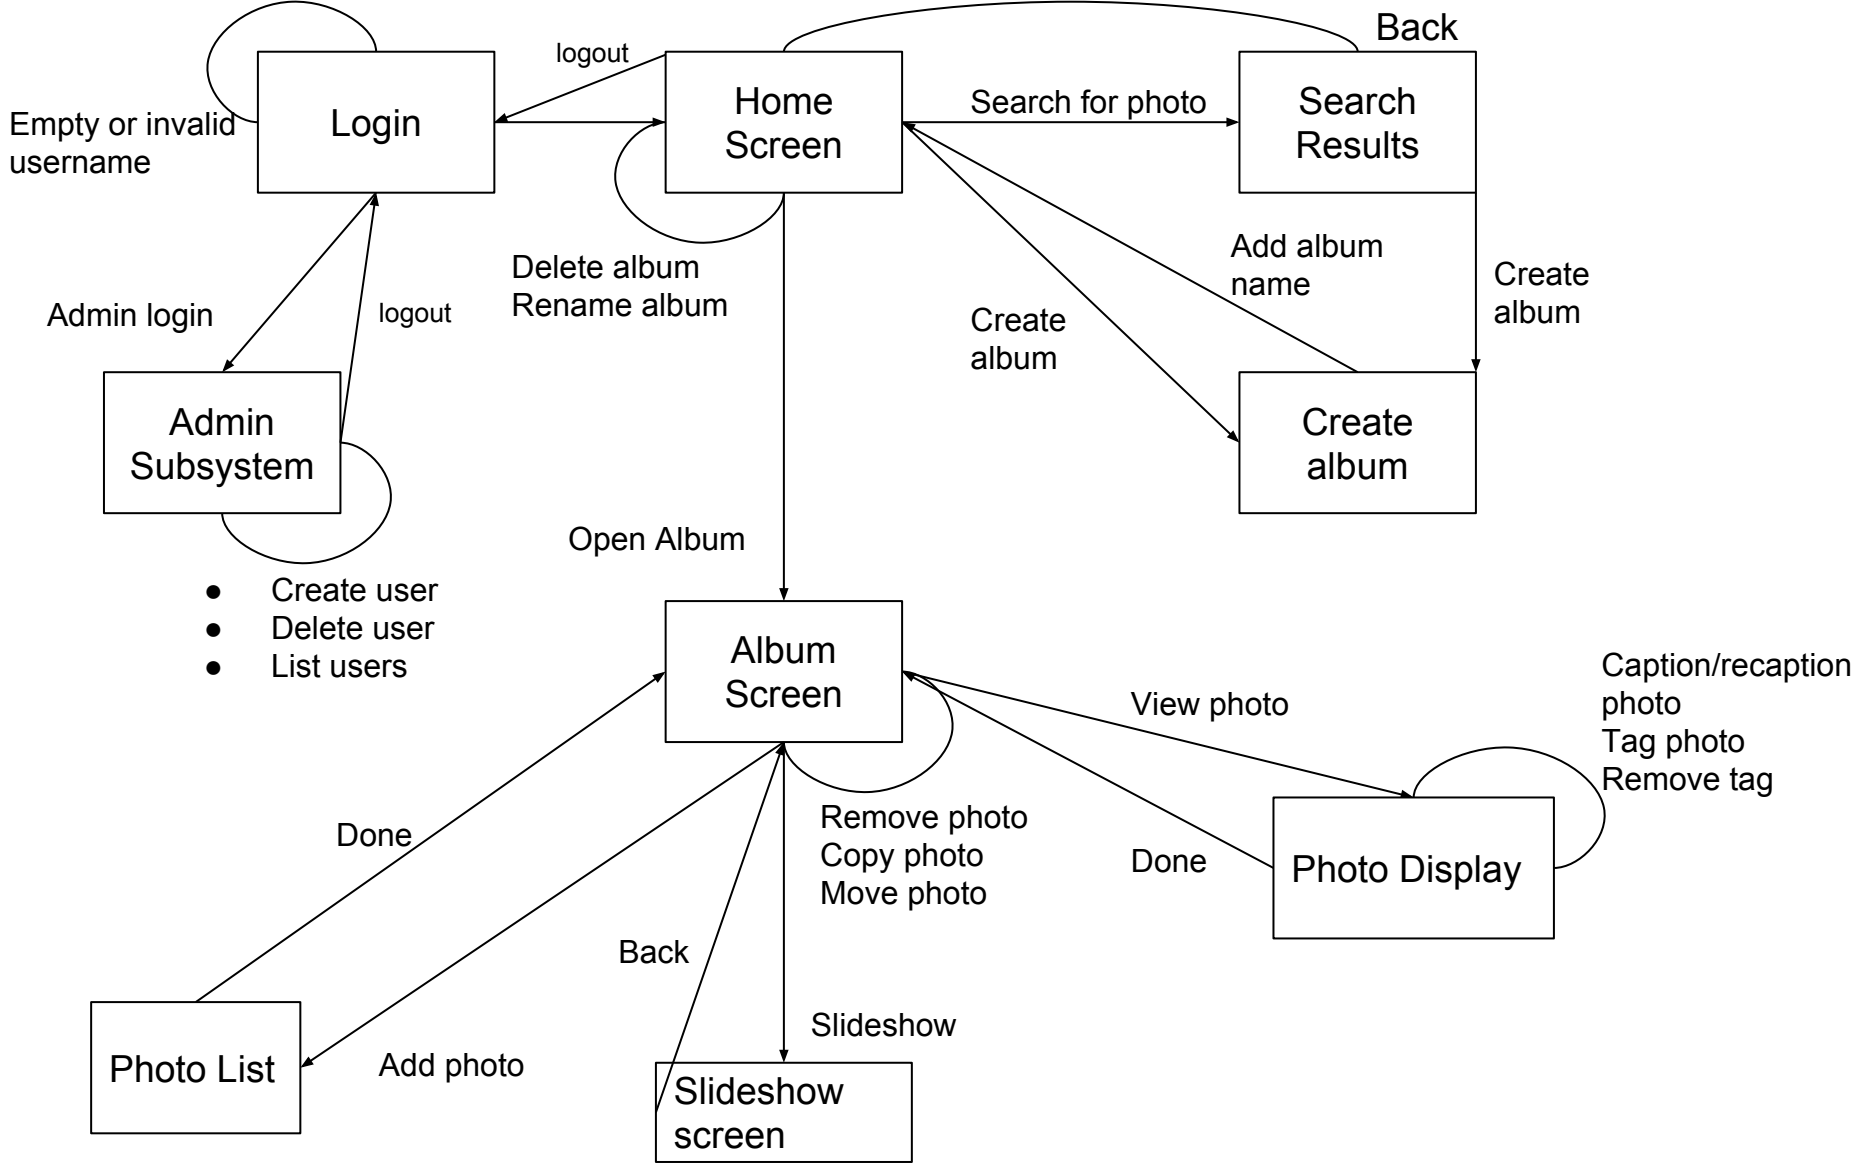 Back
logout
Home
Screen
Search for photo
Search
Results
Login
Empty or invalid
username
Delete album
Rename album
Add album
name
Create
album
Create
album
Admin login
logout
Admin
Subsystem
Create
album
Open Album
● Create user
● Delete user
● List users
Album
Screen
View photo
Caption/recaption
photo
Tag photo
Remove tag
Done
Remove photo
Copy photo
Move photo
Done
Photo Display
Back
Slideshow
Photo List
Add photo
Slideshow
screen